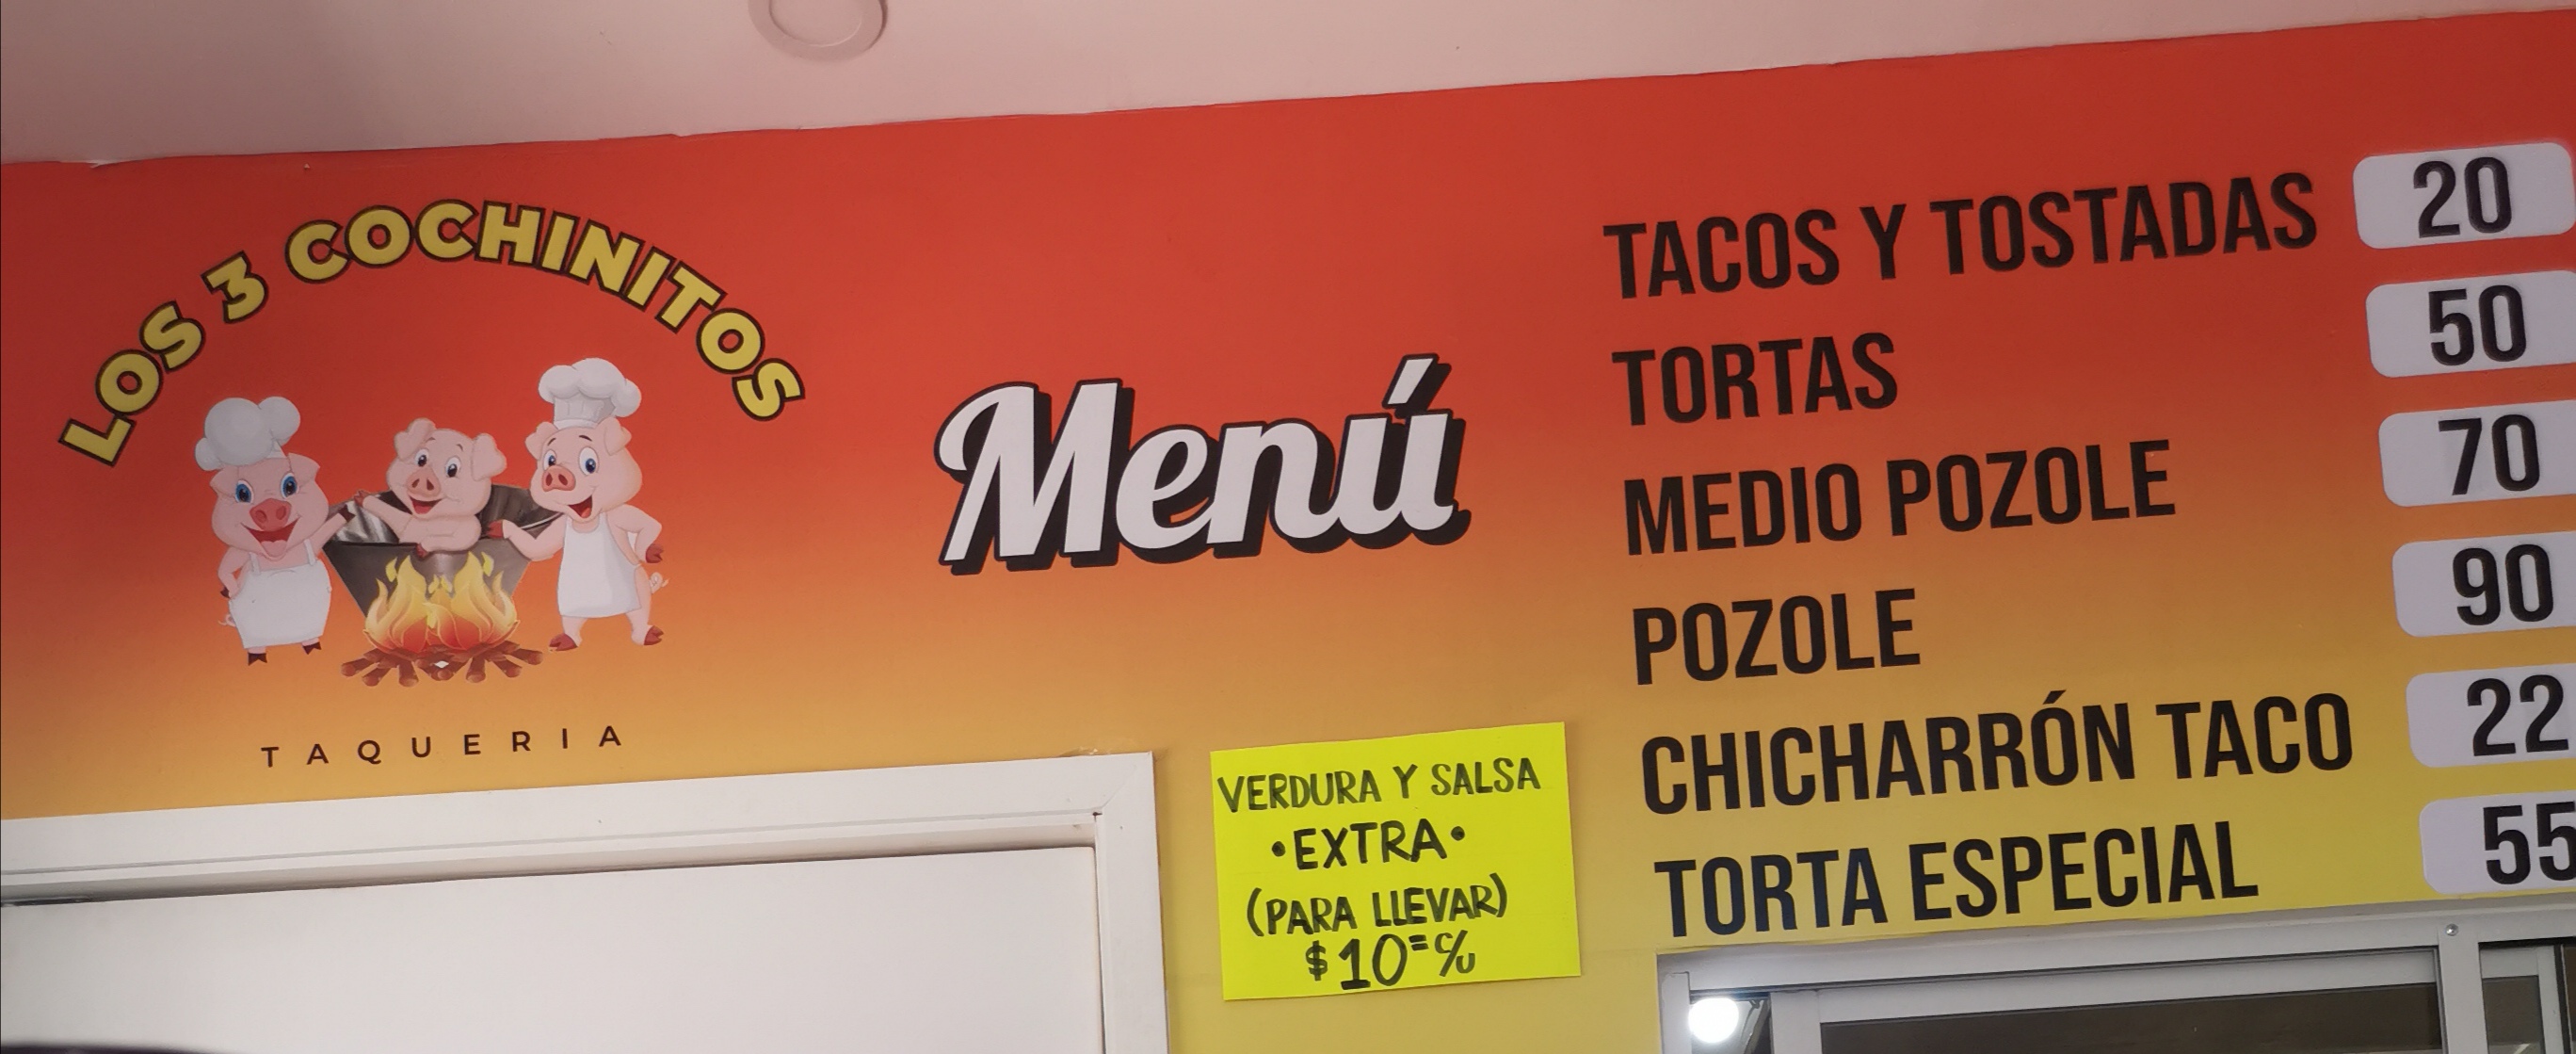 LOS 3 COCHINITOS
TAQUERIA
Menú
TACOS Y TOSTADAS 20
TORTAS 50
MEDIO POZOLE 70
POZOLE 90
CHICHARRÓN TACO 22
TORTA ESPECIAL 55
VERDURA Y SALSA
•EXTRA•
(PARA LLEVAR)
$10= c/u